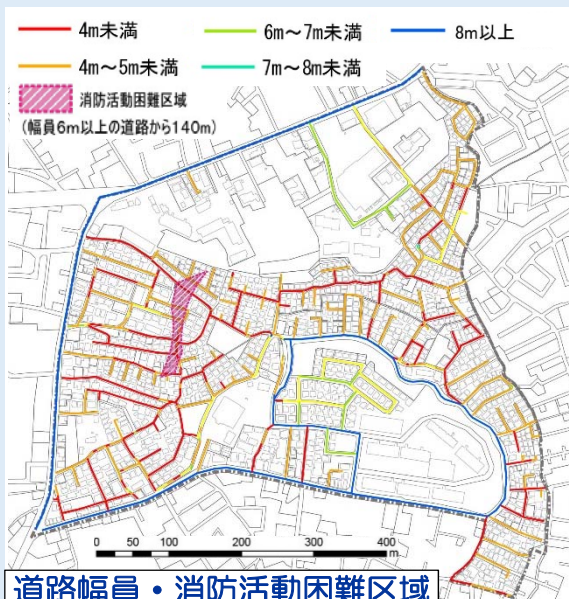 4m未満
6m~7m未満
8m以上
4m~5m未満
7m~8m未満
消防活動困難区域
(幅員6m以上の道路から140m)
0 50 100 200 300 400
m
道路幅員・消防活動困難区域